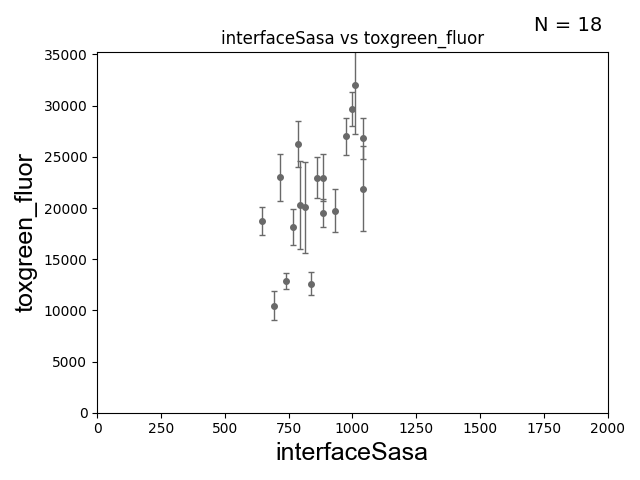 N = 18
interfaceSasa vs toxgreen_fluor
35000
30000
25000
20000
15000
10000
5000
0
toxgreen_fluor
0 250 500 750 1000 1250 1500 1750 2000
interfaceSasa